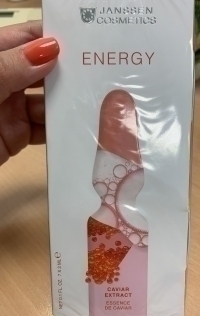 JANSSEN
COSMETICS
ENERGY
CAVIAR
EXTRACT
ESSENCE
DE CAVIAR